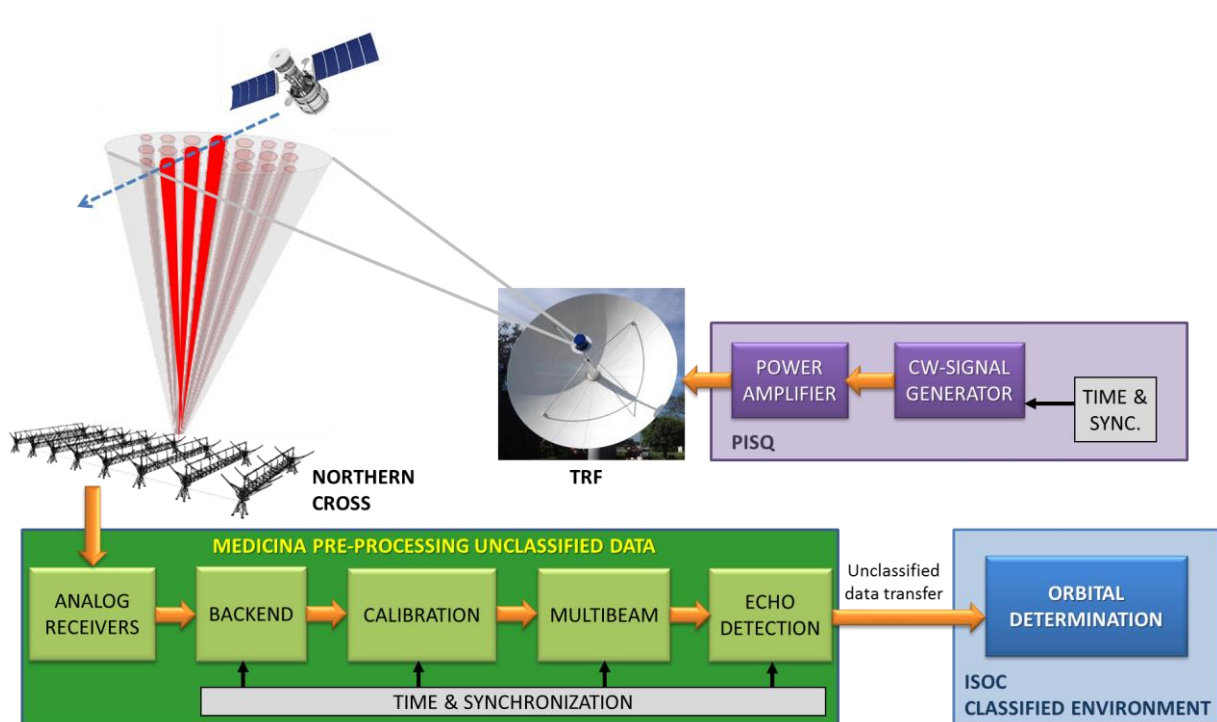 POWER
AMPLIFIER
CW-SIGNAL
GENERATOR
TIME &
SYNC.
PISQ
NORTHERN
CROSS
TRF
MEDICINA PRE-PROCESSING UNCLASSIFIED DATA
ANALOG
RECEIVERS
BACKEND
CALIBRATION
MULTIBEAM
ECHO
DETECTION
TIME & SYNCHRONIZATION
Unclassified
data transfer
ORBITAL
DETERMINATION
ISOC
CLASSIFIED ENVIRONMENT